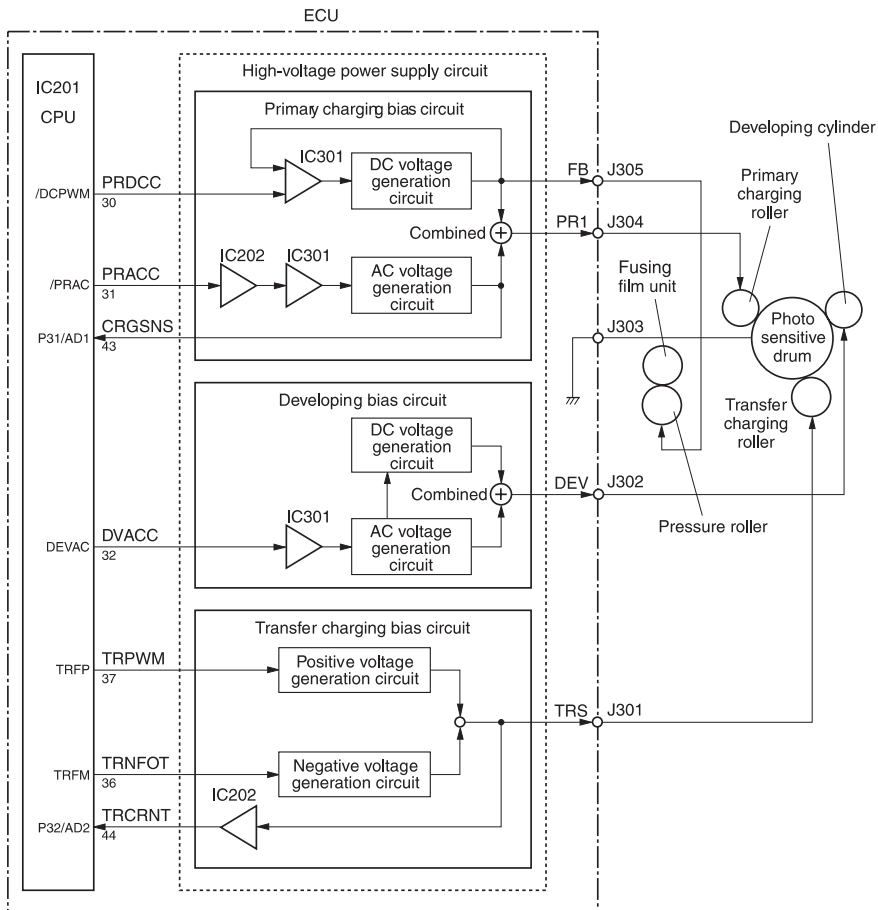 ECU
IC201
CPU
High-voltage power supply circuit
Primary charging bias circuit
IC301
DC voltage
generation
circuit
/DCPWM
PRDCC
30
FB
J305
Developing cylinder
Primary
charging
roller
Combined
PR1
J304
IC202
IC301
AC voltage
generation
circuit
/PRAC
PRACC
31
Fusing
film unit
P31/AD1
CRGSNS
43
J303
Photo
sensitive
drum
Transfer
charging
roller
Developing bias circuit
DC voltage
generation
circuit
Combined
DEV
J302
IC301
AC voltage
generation
circuit
DEVAC
DVACC
32
Pressure roller
Transfer charging bias circuit
TRFP
TRPWM
37
Positive voltage
generation circuit
TRS
J301
TRFM
TRNFOT
36
Negative voltage
generation circuit
IC202
P32/AD2
TRCRNT
44